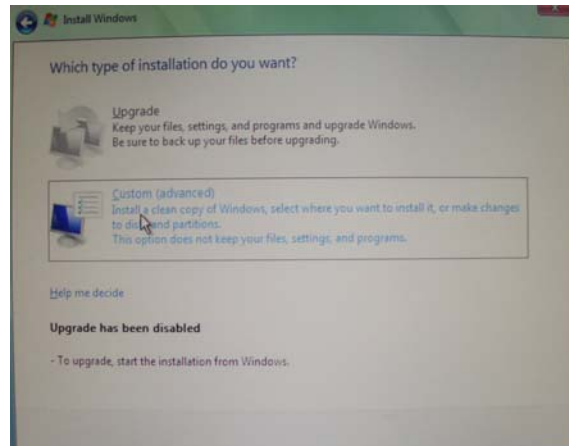 Install Windows
Which type of installation do you want?
Upgrade
Keep your files, settings, and programs and upgrade Windows.
Be sure to back up your files before upgrading.
Custom (advanced)
Install a clean copy of Windows, select where you want to install it, or make changes
to disks and partitions.
This option does not keep your files, settings, and programs.
Help me decide
Upgrade has been disabled
- To upgrade, start the installation from Windows.